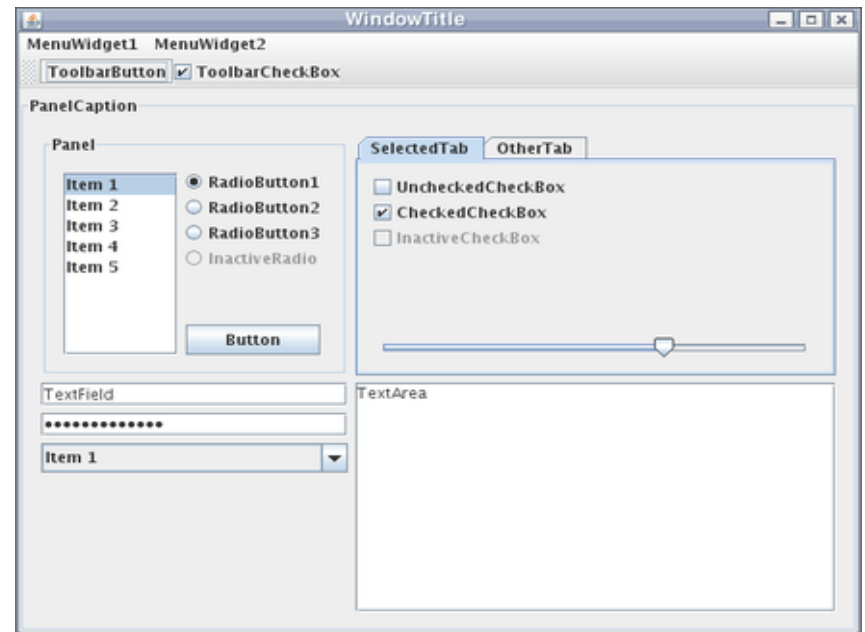 WindowTitle
MenuWidget1 MenuWidget2
ToolbarButton ToolbarCheckBox
PanelCaption
Panel
Item 1
Item 2
Item 3
Item 4
Item 5
RadioButton1
RadioButton2
RadioButton3
InactiveRadio
Button
SelectedTab OtherTab
UncheckedCheckBox
CheckedCheckBox
InactiveCheckBox
TextField
•••••••••••••
Item 1
TextArea